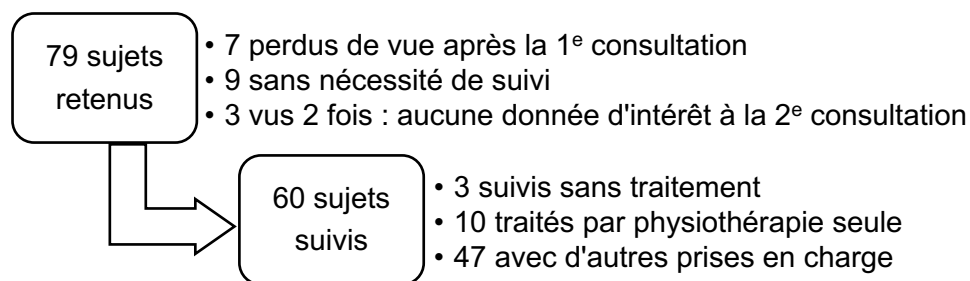 79 sujets
retenus
• 7 perdus de vue après la 1e consultation
• 9 sans nécessité de suivi
• 3 vus 2 fois : aucune donnée d'intérêt à la 2e consultation
60 sujets
suivis
• 3 suivis sans traitement
• 10 traités par physiothérapie seule
• 47 avec d'autres prises en charge